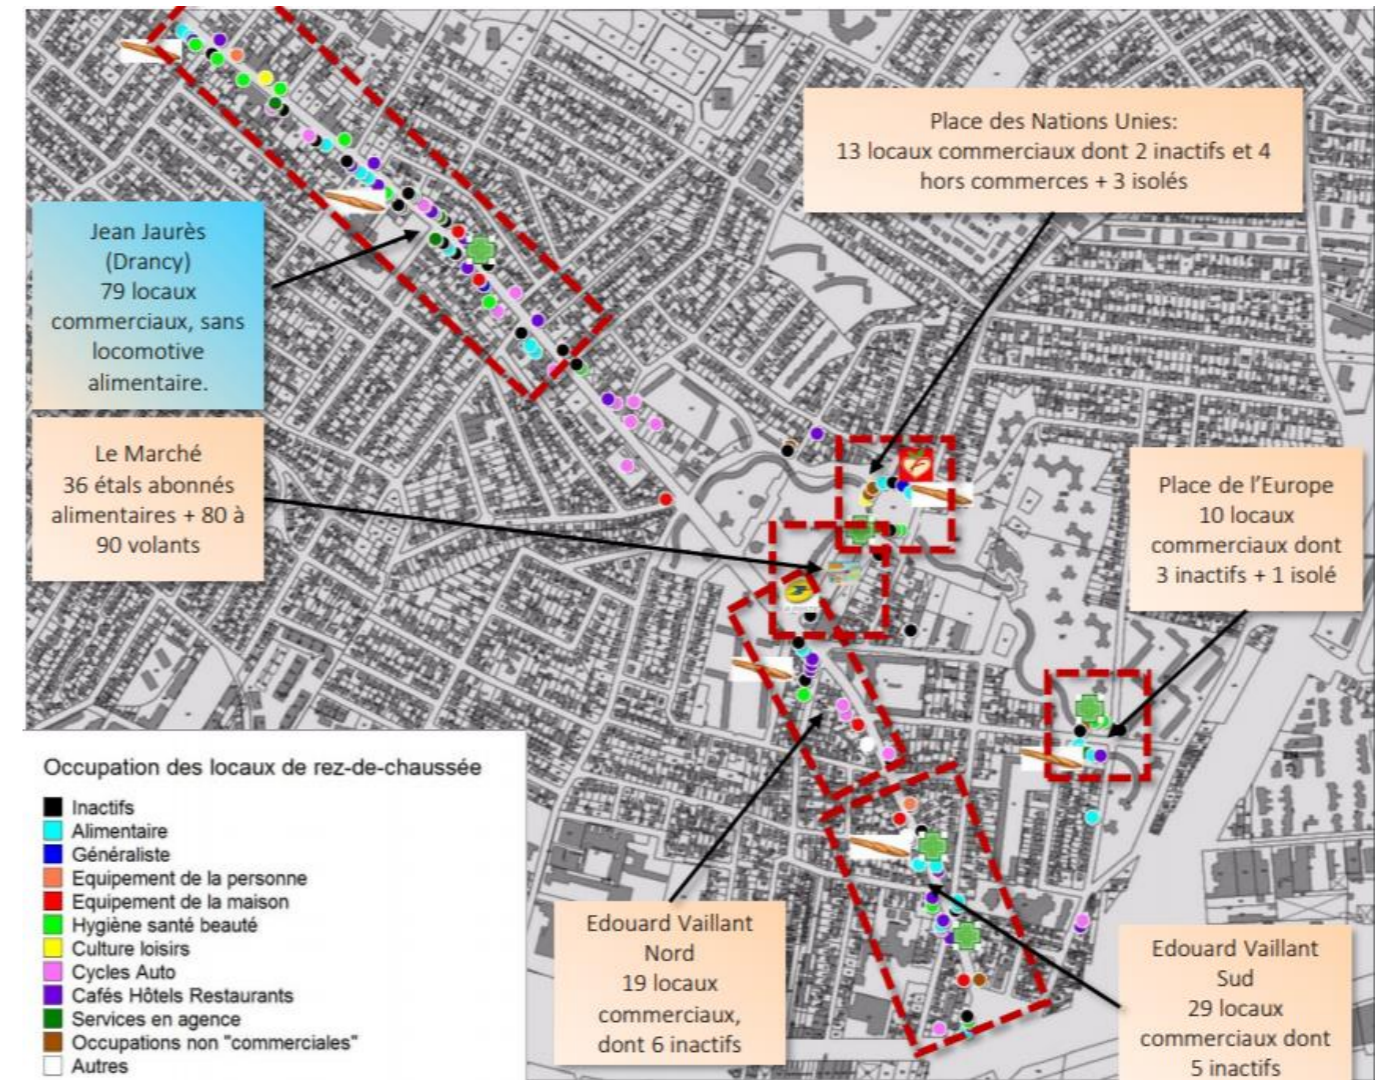 Place des Nations Unies:
13 locaux commerciaux dont 2 inactifs et 4
hors commerces + 3 isolés
Jean Jaurès
(Drancy)
79 locaux
commerciaux, sans
locomotive
alimentaire.
Le Marché
36 étals abonnés
alimentaires + 80 à
90 volants
Place de l’Europe
10 locaux
commerciaux dont
3 inactifs + 1 isolé
Occupation des locaux de rez-de-chaussée
Inactifs
Alimentaire
Généraliste
Equipement de la personne
Equipement de la maison
Hygiène santé beauté
Culture loisirs
Cycles Auto
Cafés Hôtels Restaurants
Services en agence
Occupations non "commerciales"
Autres
Edouard Vaillant
Nord
19 locaux
commerciaux,
dont 6 inactifs
Edouard Vaillant
Sud
29 locaux
commerciaux dont
5 inactifs